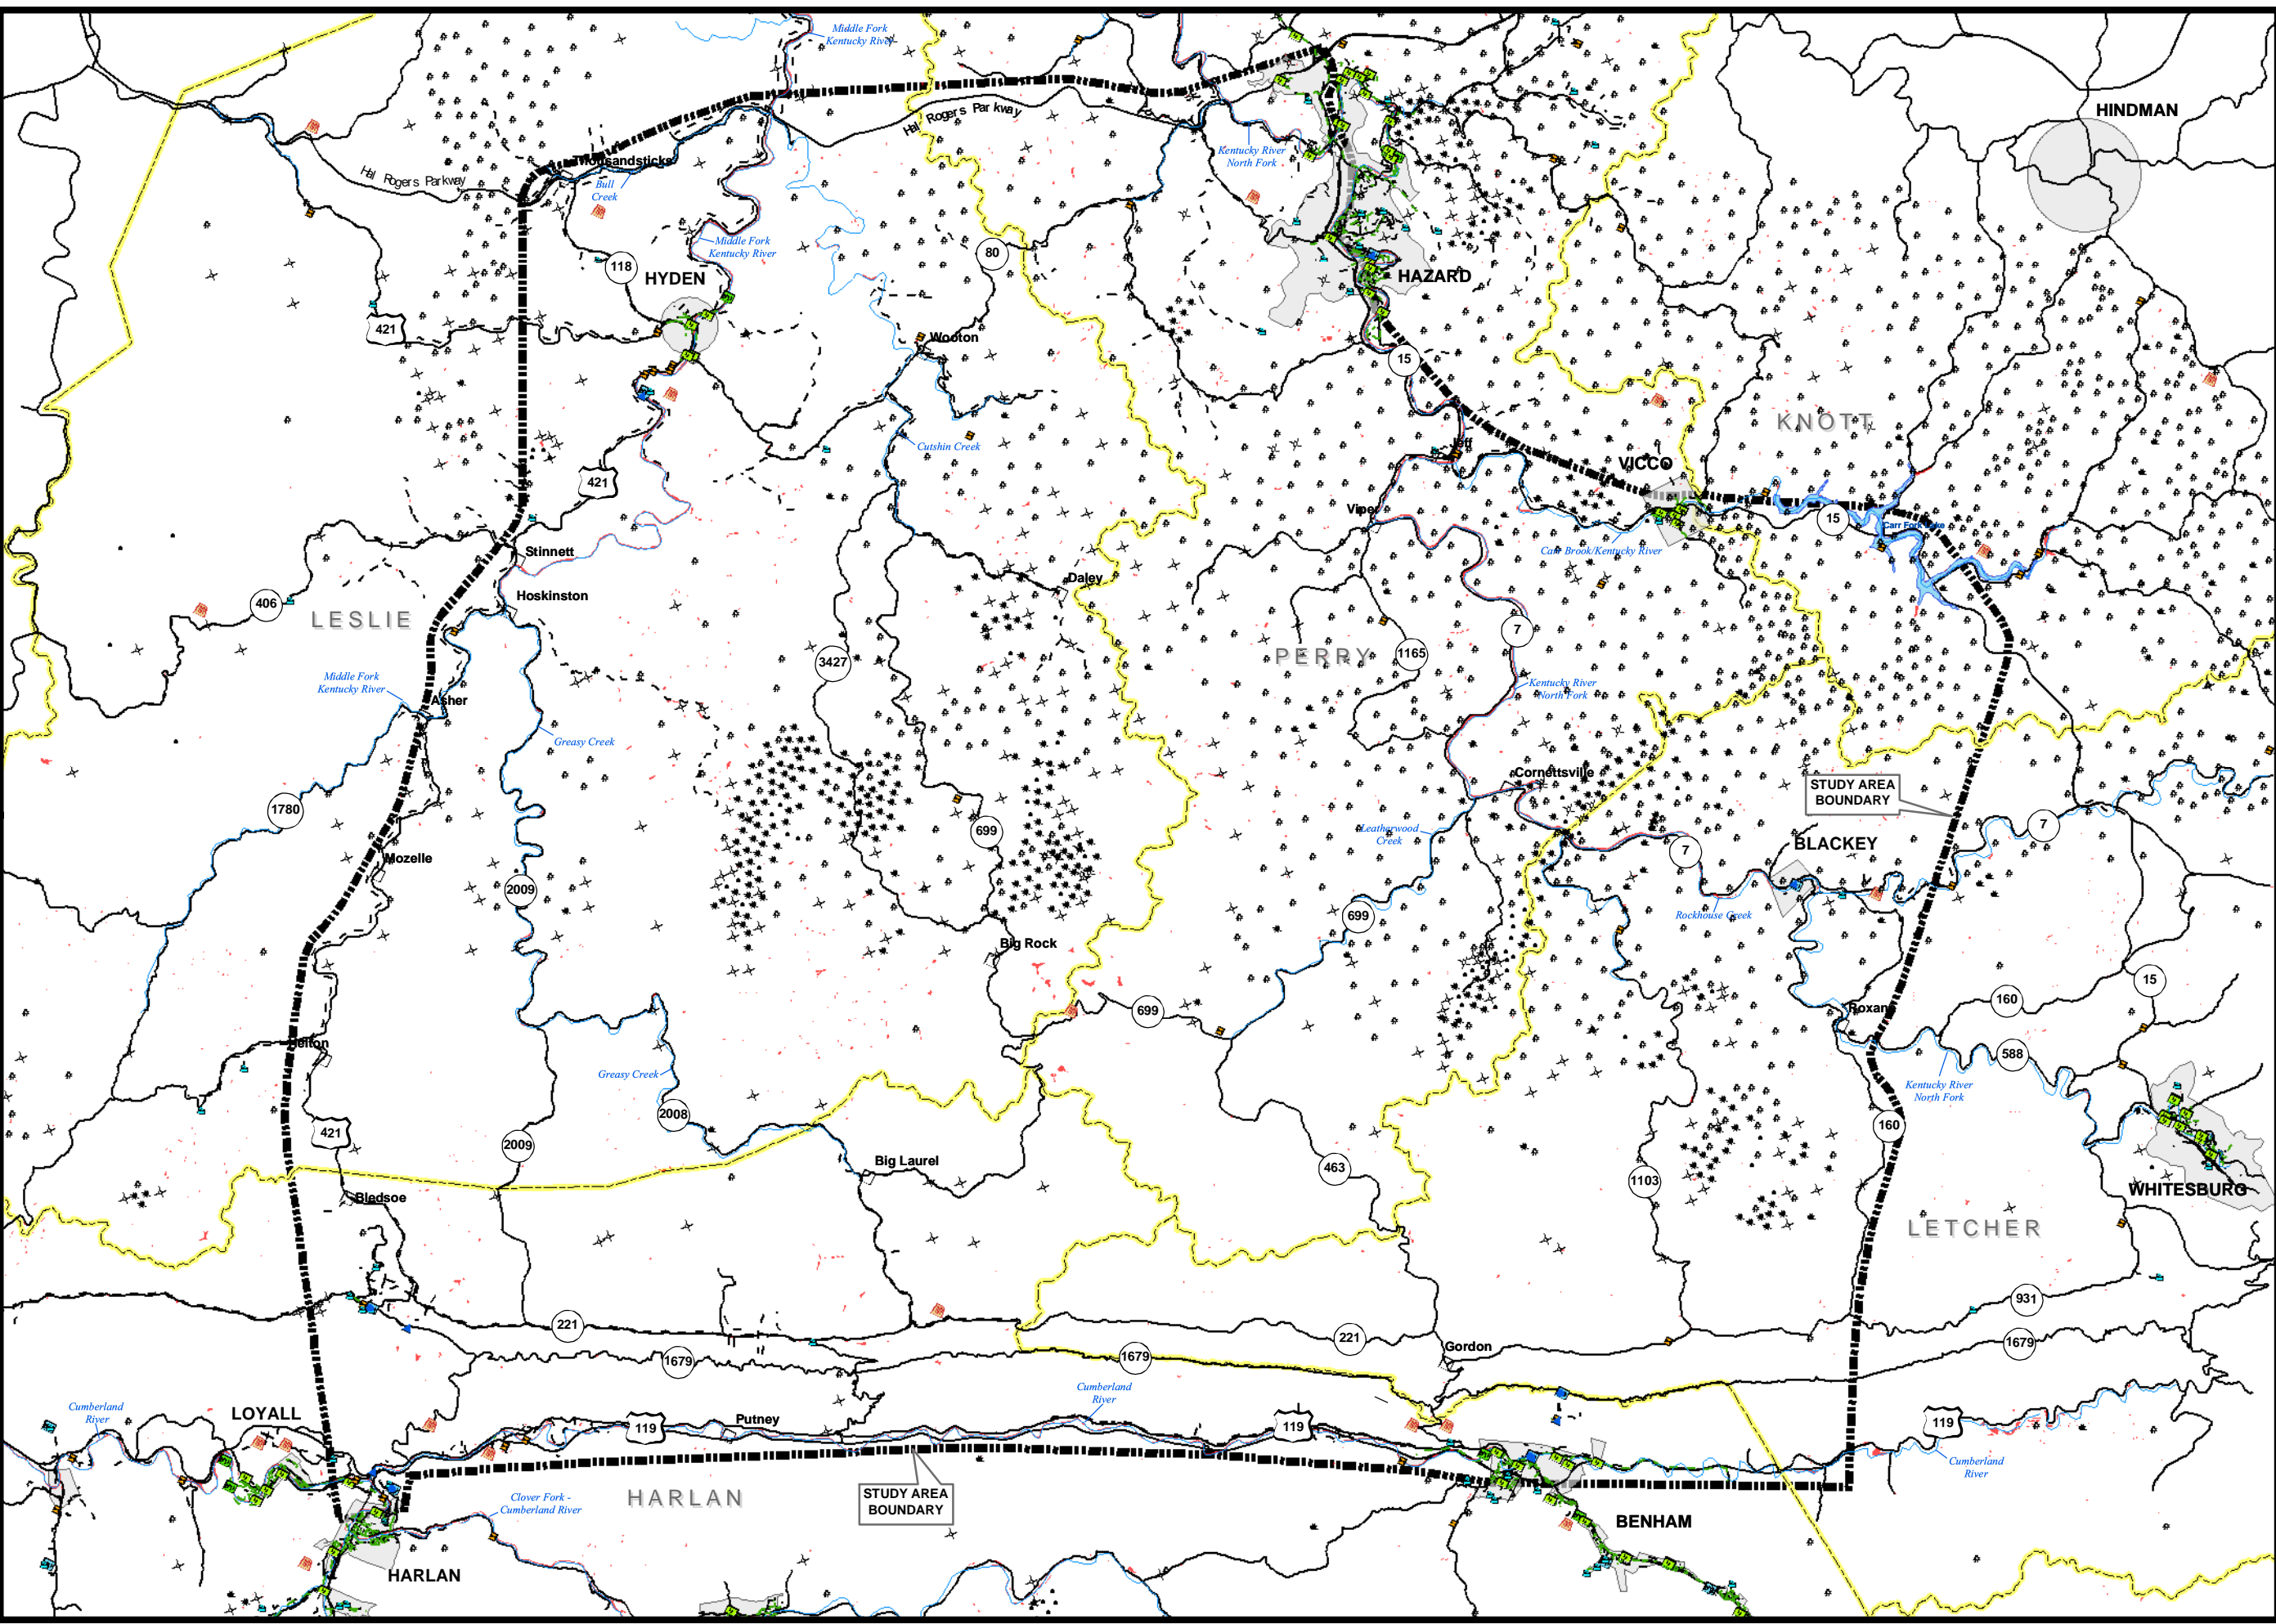 Middle Fork
Kentucky River
HINDMAN
Hal Rogers Parkway
Kentucky River
North Fork
Thousandsticks
Hal Rogers Parkway
Bull
Creek
Middle Fork
Kentucky River
80
118
HYDEN
HAZARD
421
Wooton
15
KNOTT
Cutshin Creek
Jeff
VICCO
421
Viper
15
Carr Fork Lake
Stinnett
Carr Brook/Kentucky River
Daley
Hoskinston
406
LESLIE
7
PERRY
1165
3427
Middle Fork
Kentucky River
Kentucky River
North Fork
Asher
Greasy Creek
Cornettsville
STUDY AREA
BOUNDARY
1780
7
699
Leatherwood
Creek
BLACKEY
7
Mozelle
2009
699
Rockhouse Creek
Big Rock
15
699
160
Roxana
Helton
588
Greasy Creek
Kentucky River
North Fork
2008
160
421
2009
Big Laurel
463
1103
WHITESBURG
Bledsoe
LETCHER
931
221
221
1679
Gordon
1679
1679
Cumberland
River
Cumberland
River
LOYALL
119
Putney
119
119
Cumberland
River
HARLAN
STUDY AREA
BOUNDARY
Clover Fork -
Cumberland River
BENHAM
HARLAN